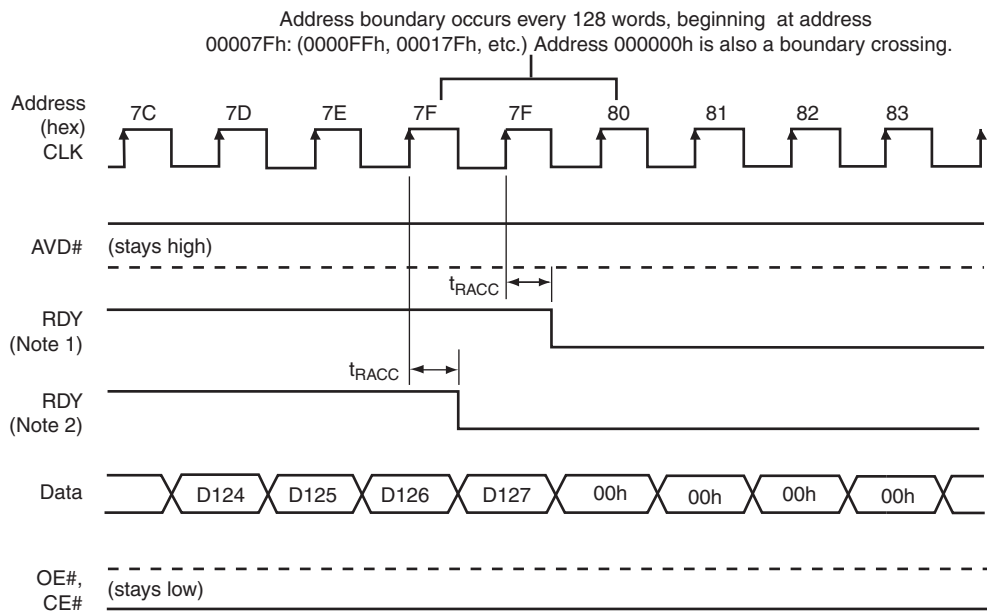 Address boundary occurs every 128 words, beginning at address
00007Fh: (0000FFh, 00017Fh, etc.) Address 000000h is also a boundary crossing.
Address
(hex)
CLK
7C 7D 7E 7F 7F 80 81 82 83
AVD#
(stays high)
tRACC
RDY
(Note 1)
tRACC
RDY
(Note 2)
Data
D124 D125 D126 D127 00h 00h 00h 00h
OE#,
CE#
(stays low)